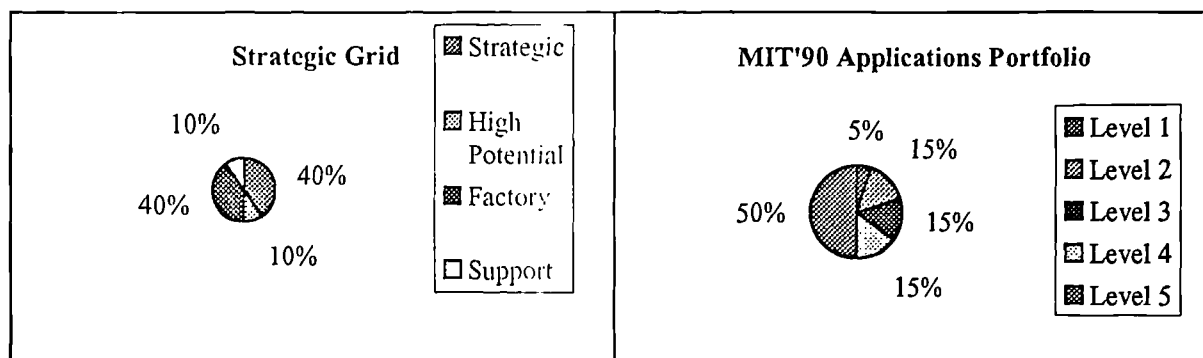 Strategic Grid
10%
40%
40%
10%
Strategic
High
Potential
Factory
Support
MIT'90 Applications Portfolio
5%
15%
50%
15%
15%
Level 1
Level 2
Level 3
Level 4
Level 5